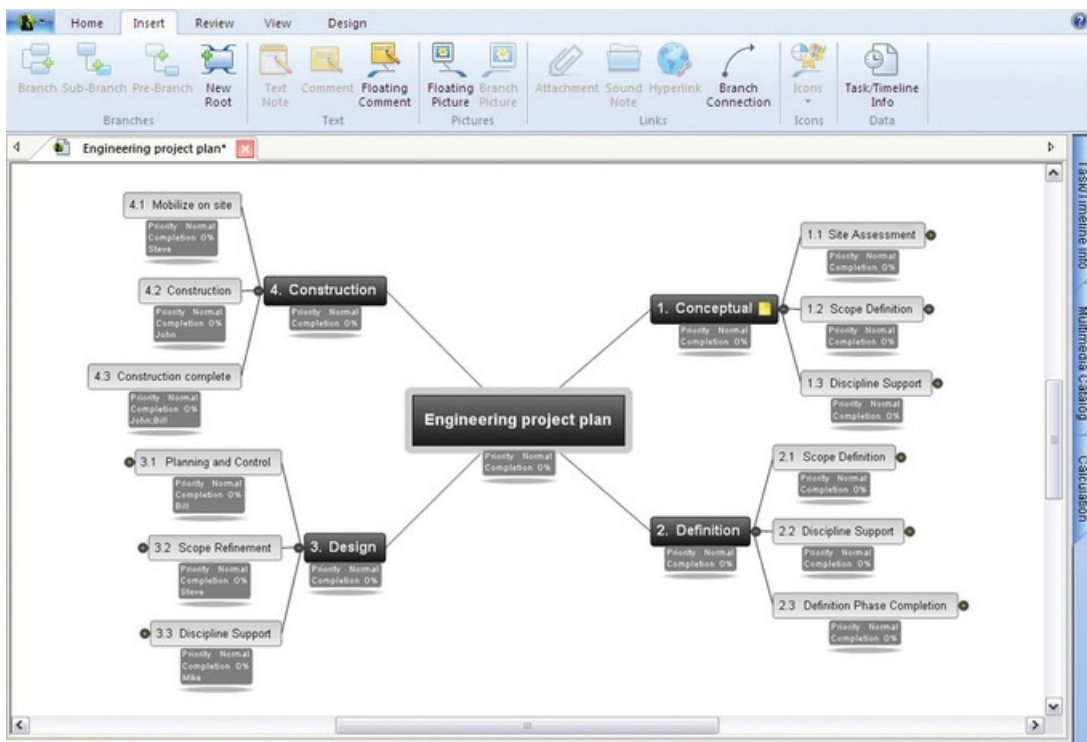 Home Insert Review View Design
Branch Sub-Branch Pre-Branch New Root
Text Note Comment Floating Comment
Floating Picture Branch Picture
Attachment Sound Note Hyperlink Branch Connection
Icons
Task/Timeline Info
Branches Text Pictures Links Icons Data
Engineering project plan*
4.1 Mobilize on site
Priority Normal
Completion 0%
Steve
4.2 Construction
Priority Normal
Completion 0%
John
4.3 Construction complete
Priority Normal
Completion 0%
John;Bill
4. Construction
Priority Normal
Completion 0%
1. Conceptual
Priority Normal
Completion 0%
1.1 Site Assessment
Priority Normal
Completion 0%
1.2 Scope Definition
Priority Normal
Completion 0%
1.3 Discipline Support
Priority Normal
Completion 0%
Engineering project plan
Priority Normal
Completion 0%
3.1 Planning and Control
Priority Normal
Completion 0%
Bill
3.2 Scope Refinement
Priority Normal
Completion 0%
Steve
3.3 Discipline Support
Priority Normal
Completion 0%
Mike
3. Design
Priority Normal
Completion 0%
2. Definition
Priority Normal
Completion 0%
2.1 Scope Definition
Priority Normal
Completion 0%
2.2 Discipline Support
Priority Normal
Completion 0%
2.3 Definition Phase Completion
Priority Normal
Completion 0%
Task/Timeline Info
Multimedia Catalog
Calculation